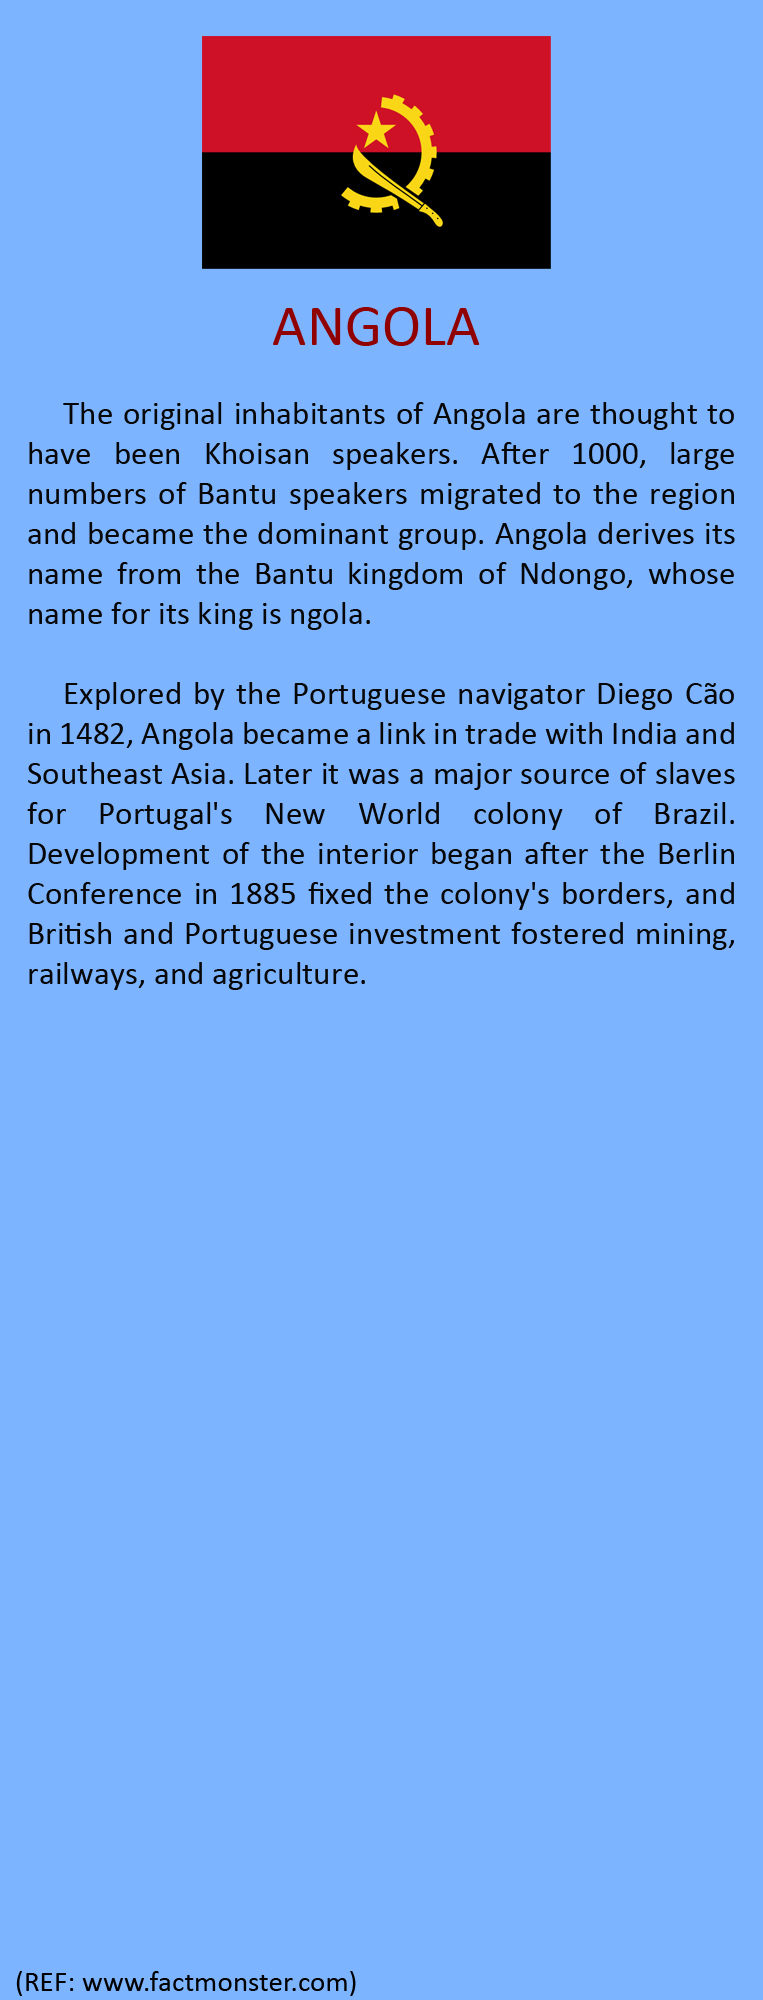 ANGOLA
The original inhabitants of Angola are thought to
have been Khoisan speakers. After 1000, large
numbers of Bantu speakers migrated to the region
and became the dominant group. Angola derives its
name from the Bantu kingdom of Ndongo, whose
name for its king is ngola.
Explored by the Portuguese navigator Diego Cão
in 1482, Angola became a link in trade with India and
Southeast Asia. Later it was a major source of slaves
for Portugal's New World colony of Brazil.
Development of the interior began after the Berlin
Conference in 1885 fixed the colony's borders, and
British and Portuguese investment fostered mining,
railways, and agriculture.
(REF: www.factmonster.com)